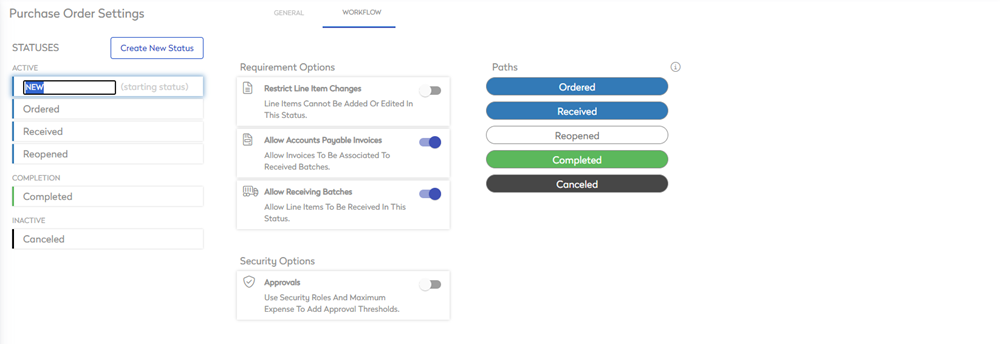 Purchase Order Settings
GENERAL
WORKFLOW
STATUSES
Create New Status
ACTIVE
NEW (starting status)
Ordered
Received
Reopened
COMPLETION
Completed
INACTIVE
Canceled
Requirement Options
Restrict Line Item Changes
Line Items Cannot Be Added Or Edited In
This Status.
Allow Accounts Payable Invoices
Allow Invoices To Be Associated To
Received Batches.
Allow Receiving Batches
Allow Line Items To Be Received In This
Status.
Security Options
Approvals
Use Security Roles And Maximum
Expense To Add Approval Thresholds.
Paths
Ordered
Received
Reopened
Completed
Canceled